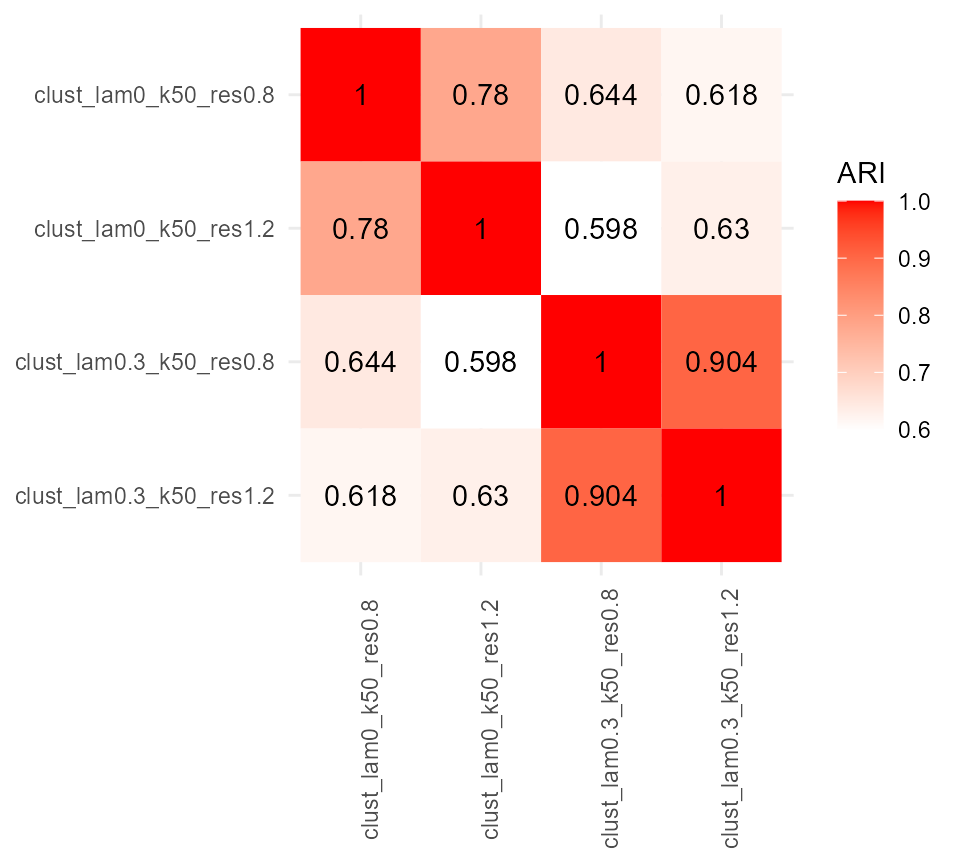 clust_lam0_k50_res0.8 1 0.78 0.644 0.618
clust_lam0_k50_res1.2 0.78 1 0.598 0.63
clust_lam0.3_k50_res0.8 0.644 0.598 1 0.904
clust_lam0.3_k50_res1.2 0.618 0.63 0.904 1
clust_lam0_k50_res0.8
clust_lam0_k50_res1.2
clust_lam0.3_k50_res0.8
clust_lam0.3_k50_res1.2
ARI
1.0
0.9
0.8
0.7
0.6